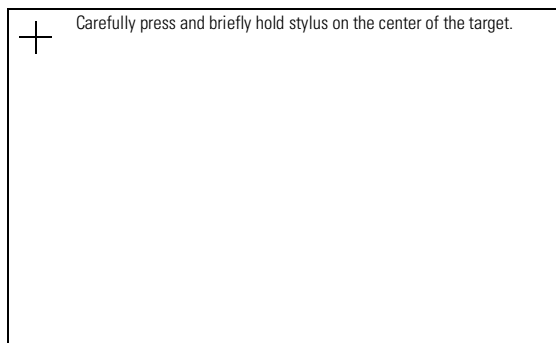 Carefully press and briefly hold stylus on the center of the target.